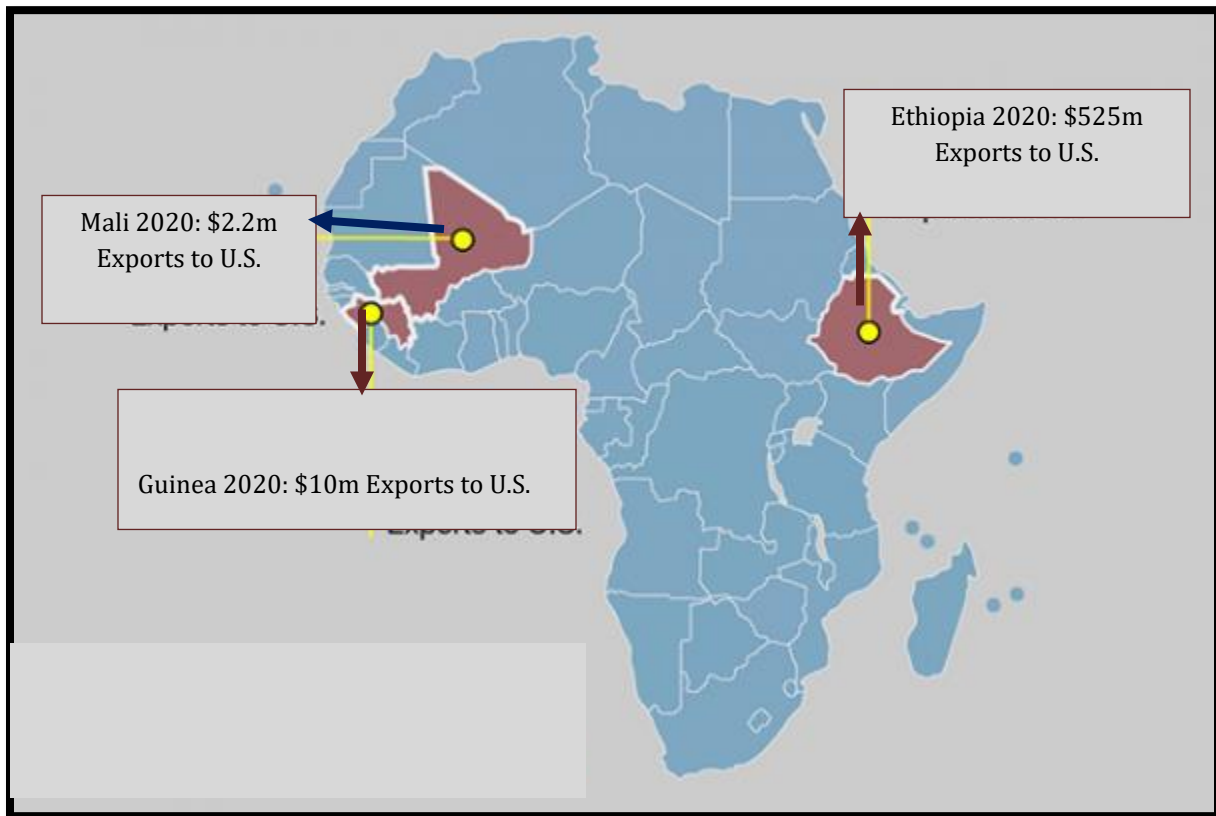 Ethiopia 2020: $525m
Exports to U.S.
Mali 2020: $2.2m
Exports to U.S.
Guinea 2020: $10m Exports to U.S.
Exports to U.S.